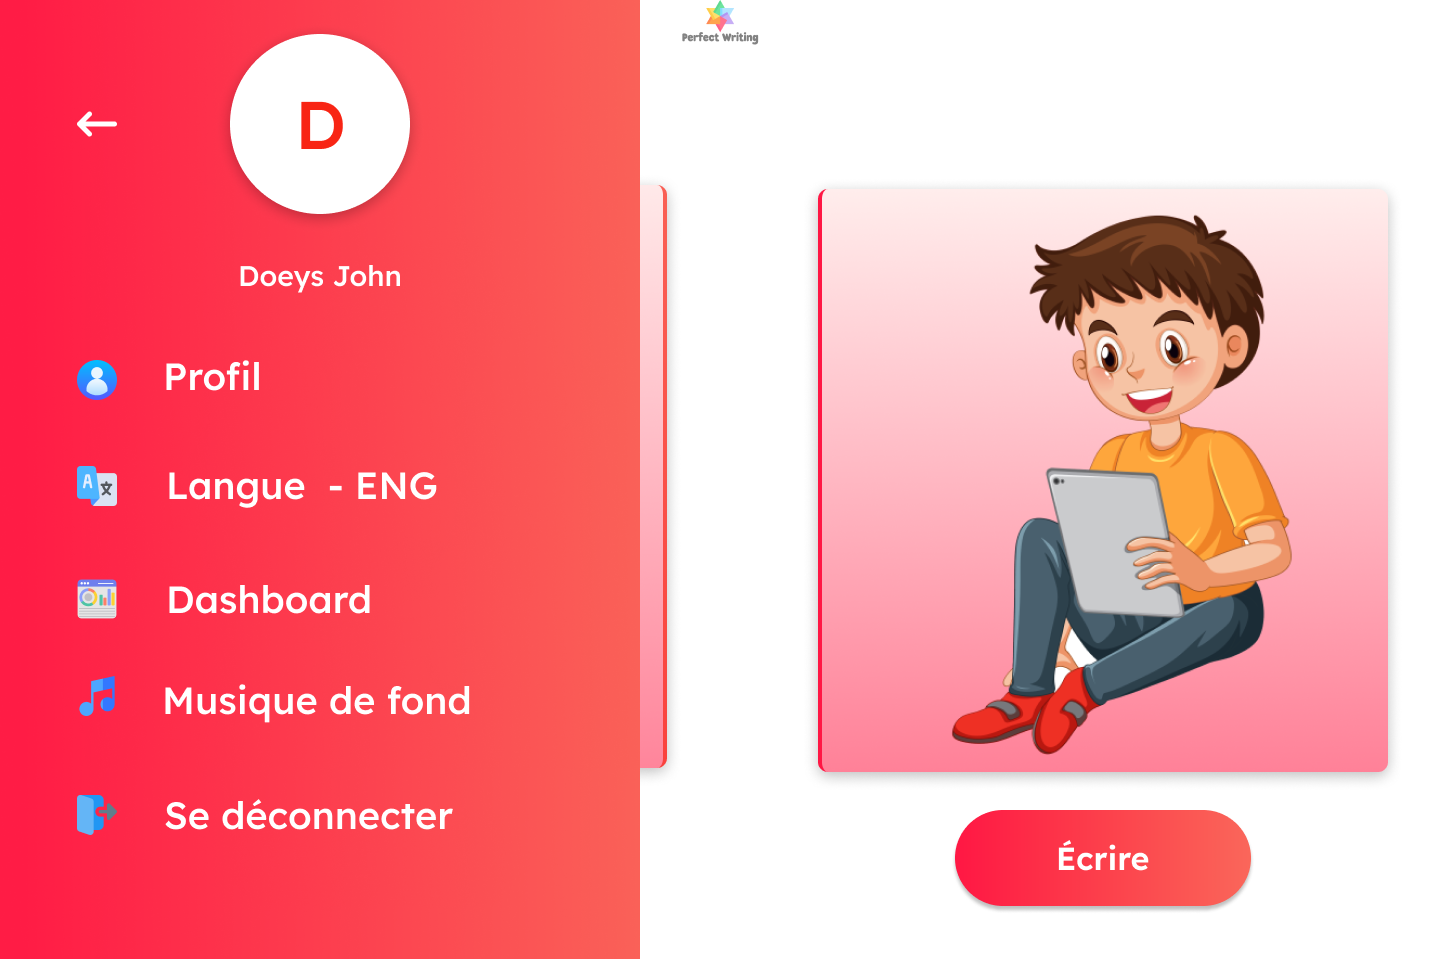 Perfect Writing
D
Doeys John
Profil
Langue - ENG
Dashboard
Musique de fond
Se déconnecter
Écrire